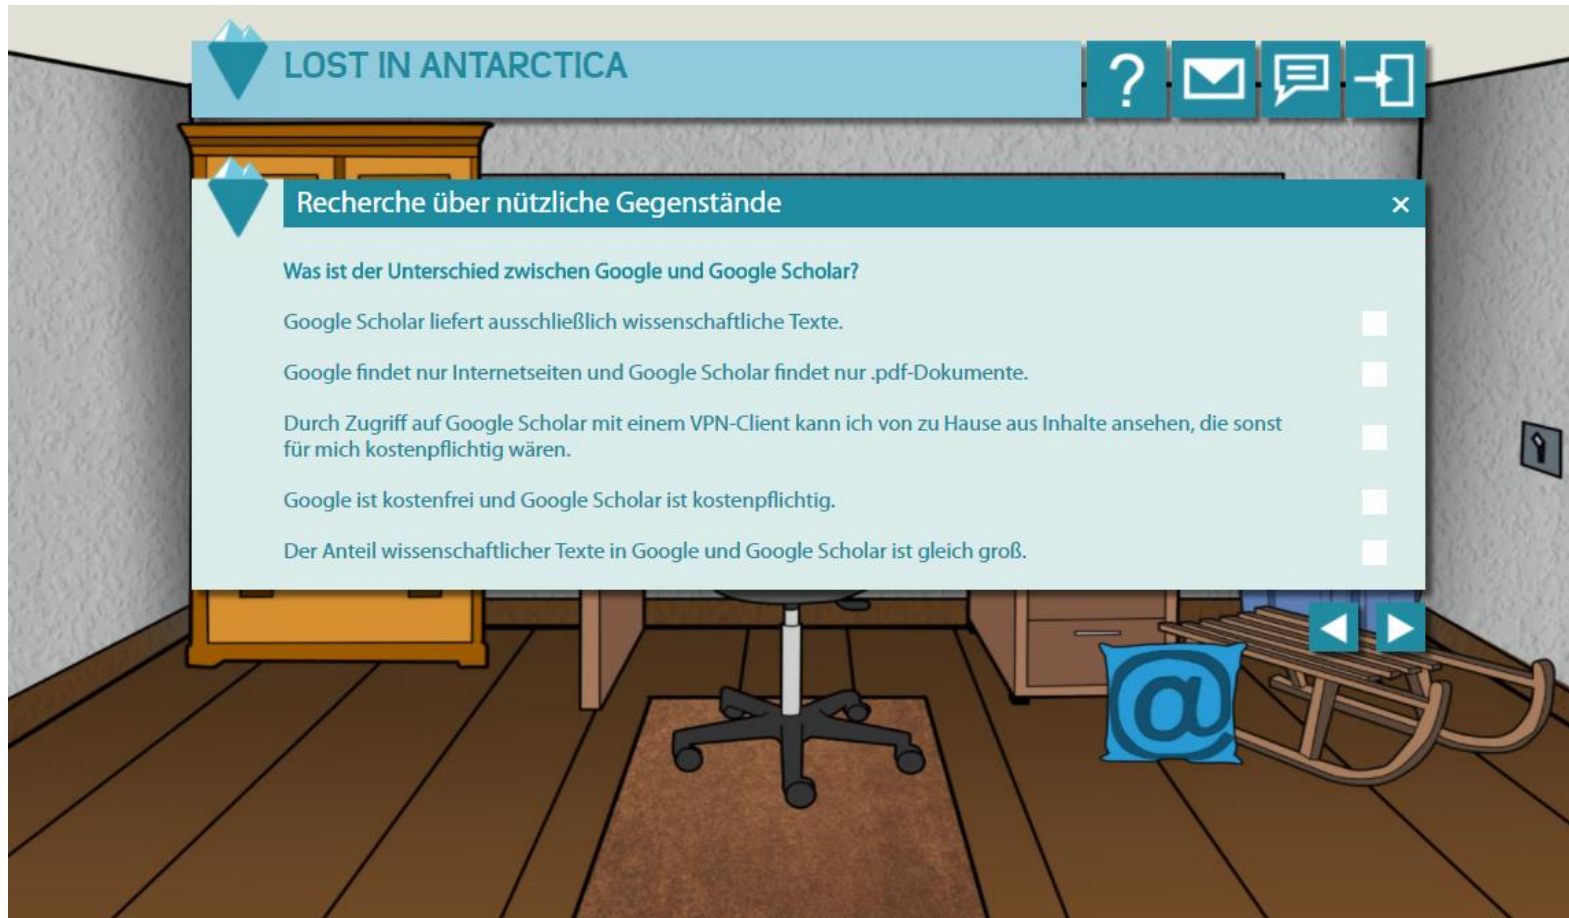 LOST IN ANTARCTICA
?
Recherche über nützliche Gegenstände
×
Was ist der Unterschied zwischen Google und Google Scholar?
Google Scholar liefert ausschließlich wissenschaftliche Texte.
Google findet nur Internetseiten und Google Scholar findet nur .pdf-Dokumente.
Durch Zugriff auf Google Scholar mit einem VPN-Client kann ich von zu Hause aus Inhalte ansehen, die sonst
für mich kostenpflichtig wären.
Google ist kostenfrei und Google Scholar ist kostenpflichtig.
Der Anteil wissenschaftlicher Texte in Google und Google Scholar ist gleich groß.
@